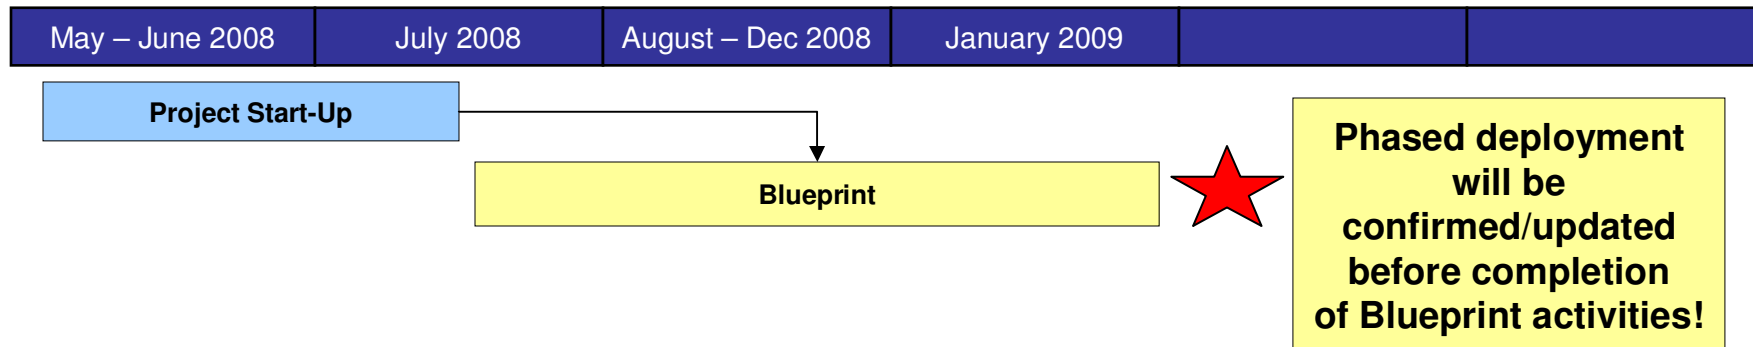 May – June 2008
July 2008
August – Dec 2008
January 2009
Project Start-Up
Blueprint
Phased deployment
will be
confirmed/updated
before completion
of Blueprint activities!